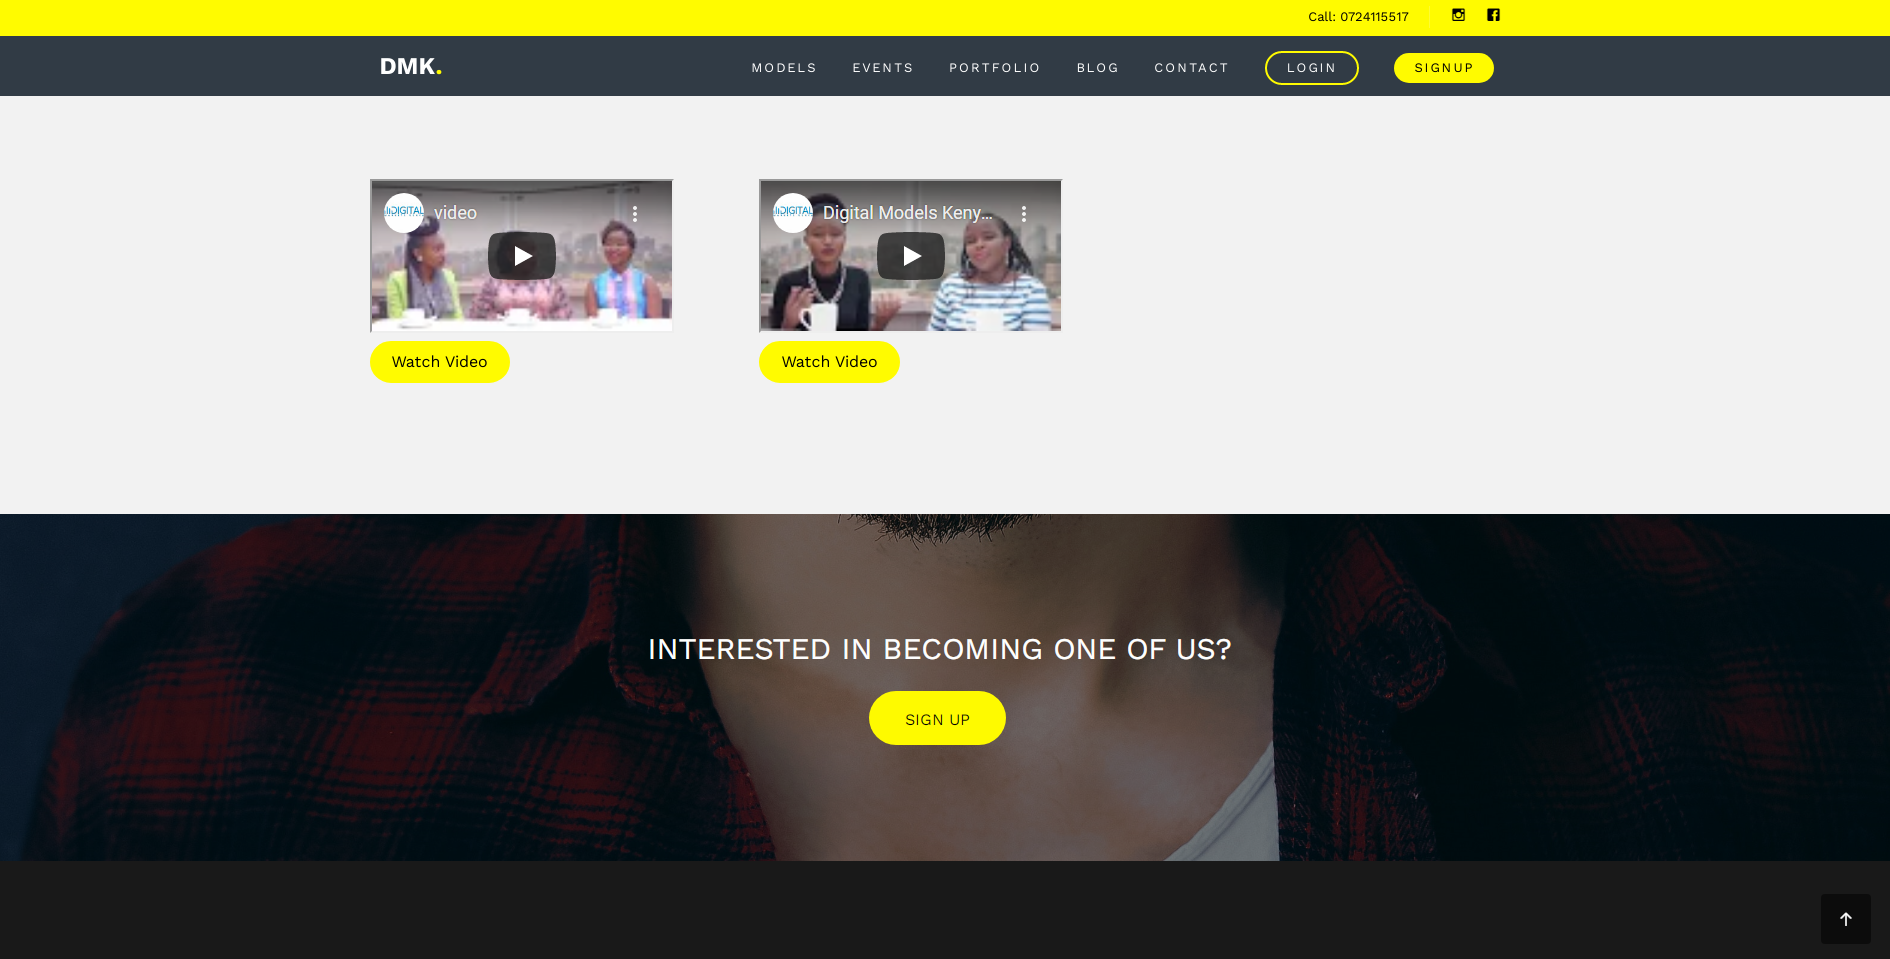 Call: 0724115517
DMK.
MODELS
EVENTS
PORTFOLIO
BLOG
CONTACT
LOGIN
SIGNUP
DIGITAL
video
DIGITAL
Digital Models Keny...
Watch Video
Watch Video
INTERESTED IN BECOMING ONE OF US?
SIGN UP